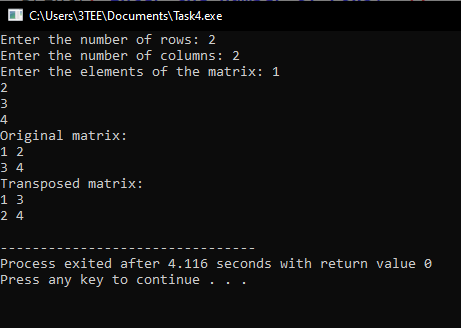 C:\Users\3TEE\Documents\Task4.exe
Enter the number of rows: 2
Enter the number of columns: 2
Enter the elements of the matrix: 1
2
3
4
Original matrix:
1 2
3 4
Transposed matrix:
1 3
2 4
--------------------------------
Process exited after 4.116 seconds with return value 0
Press any key to continue . . .